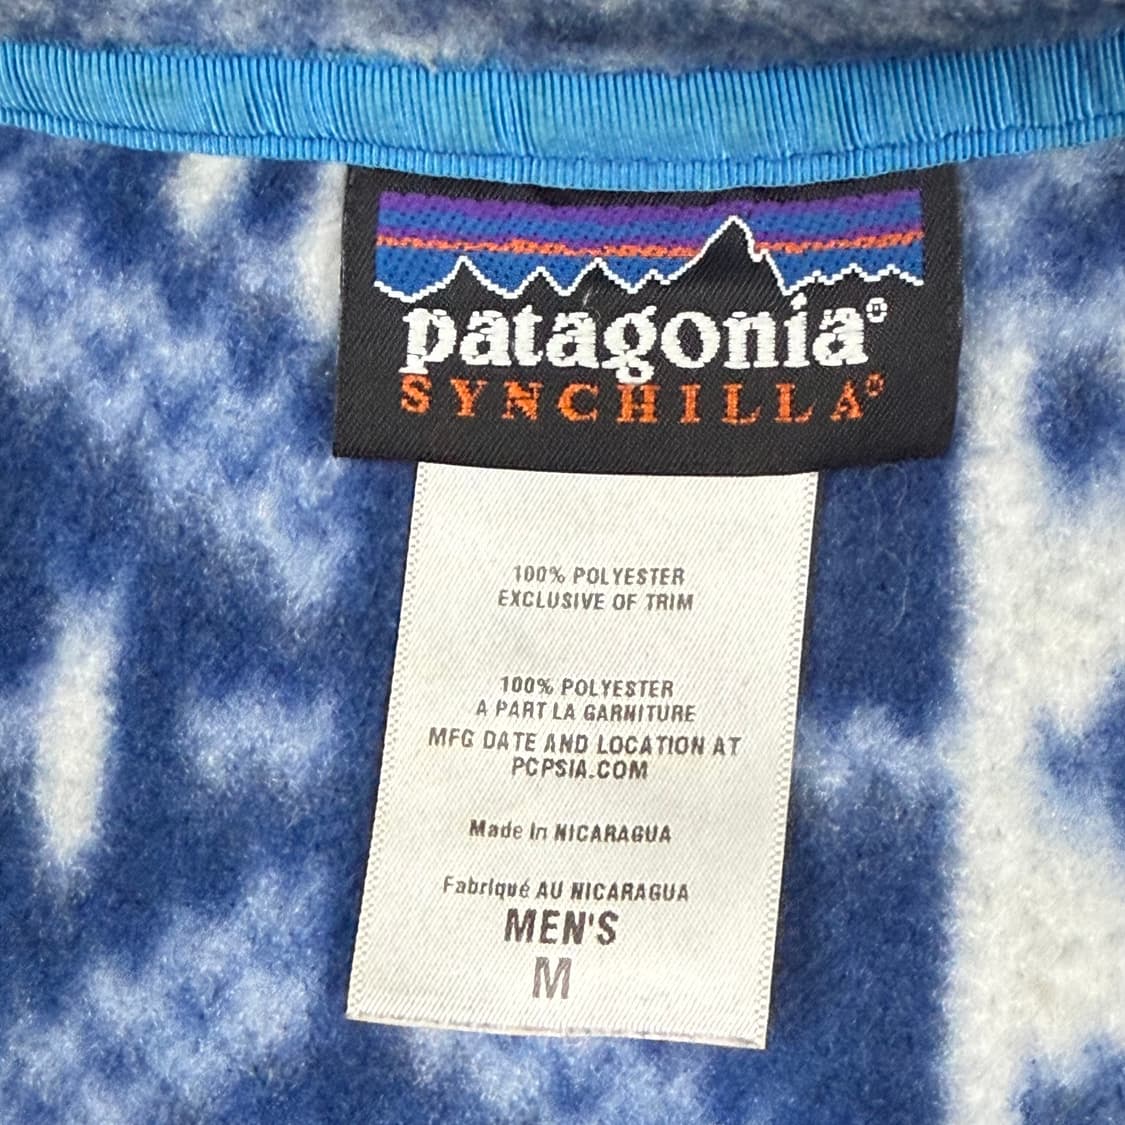 patagonia®
SYNCHILLA®
100% POLYESTER
EXCLUSIVE OF TRIM
100% POLYESTER
A PART LA GARNITURE
MFG DATE AND LOCATION AT
PCPSIA.COM
Made In NICARAGUA
Fabriqué AU NICARAGUA
MEN'S
M